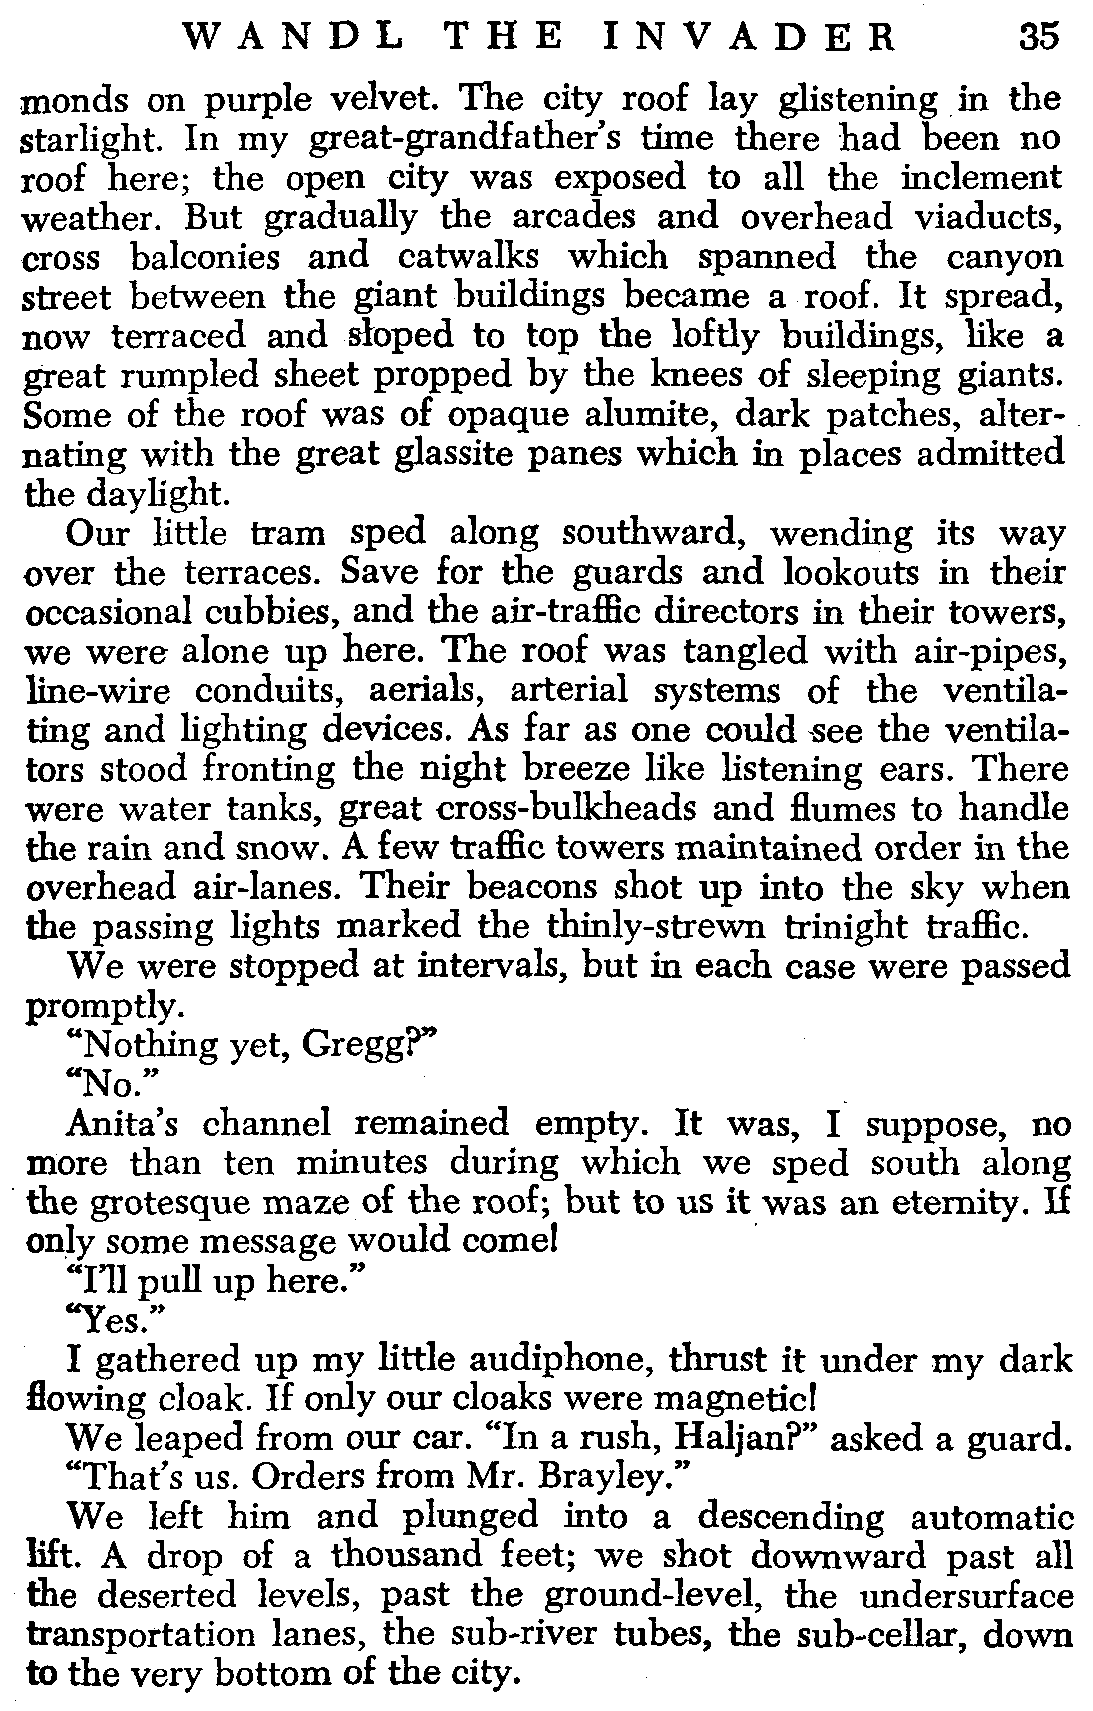 WANDL THE INVADER 35
monds on purple velvet. The city roof lay glistening in the
starlight. In my great-grandfather's time there had been no
roof here; the open city was exposed to all the inclement
weather. But gradually the arcades and overhead viaducts,
cross balconies and catwalks which spanned the canyon
street between the giant buildings became a roof. It spread,
now terraced and sloped to top the loftly buildings, like a
great rumpled sheet propped by the knees of sleeping giants.
Some of the roof was of opaque alumite, dark patches, alter-
nating with the great glassite panes which in places admitted
the daylight.
Our little tram sped along southward, wending its way
over the terraces. Save for the guards and lookouts in their
occasional cubbies, and the air-traffic directors in their towers,
we were alone up here. The roof was tangled with air-pipes,
line-wire conduits, aerials, arterial systems of the ventila-
ting and lighting devices. As far as one could see the ventila-
tors stood fronting the night breeze like listening ears. There
were water tanks, great cross-bulkheads and flumes to handle
the rain and snow. A few traffic towers maintained order in the
overhead air-lanes. Their beacons shot up into the sky when
the passing lights marked the thinly-strewn trinight traffic.
We were stopped at intervals, but in each case were passed
promptly.
"Nothing yet, Gregg?"
"No."
Anita's channel remained empty. It was, I suppose, no
more than ten minutes during which we sped south along
the grotesque maze of the roof; but to us it was an eternity. If
only some message would come!
"I'll pull up here."
"Yes."
I gathered up my little audiphone, thrust it under my dark
flowing cloak. If only our cloaks were magnetic!
We leaped from our car. "In a rush, Haljan?" asked a guard.
"That's us. Orders from Mr. Brayley."
We left him and plunged into a descending automatic
lift. A drop of a thousand feet; we shot downward past all
the deserted levels, past the ground-level, the undersurface
transportation lanes, the sub-river tubes, the sub-cellar, down
to the very bottom of the city.